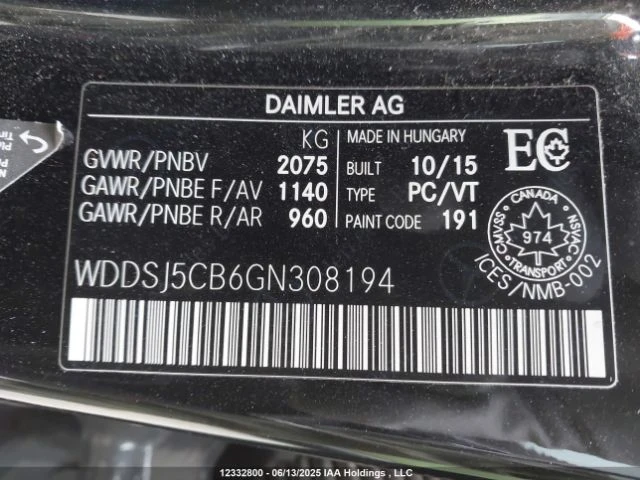 DAIMLER AG
KG
GVWR/PNBV 2075
GAWR/PNBE F/AV 1140
GAWR/PNBE R/AR 960
MADE IN HUNGARY
BUILT 10/15
TYPE PC/VT
PAINT CODE 191
EC
CANADA
CMVSS NSVAC
974
TRANSPORT
ICES/NMB-002
WDDSJ5CB6GN308194
12332800 - 06/13/2025 IAA Holdings , LLC